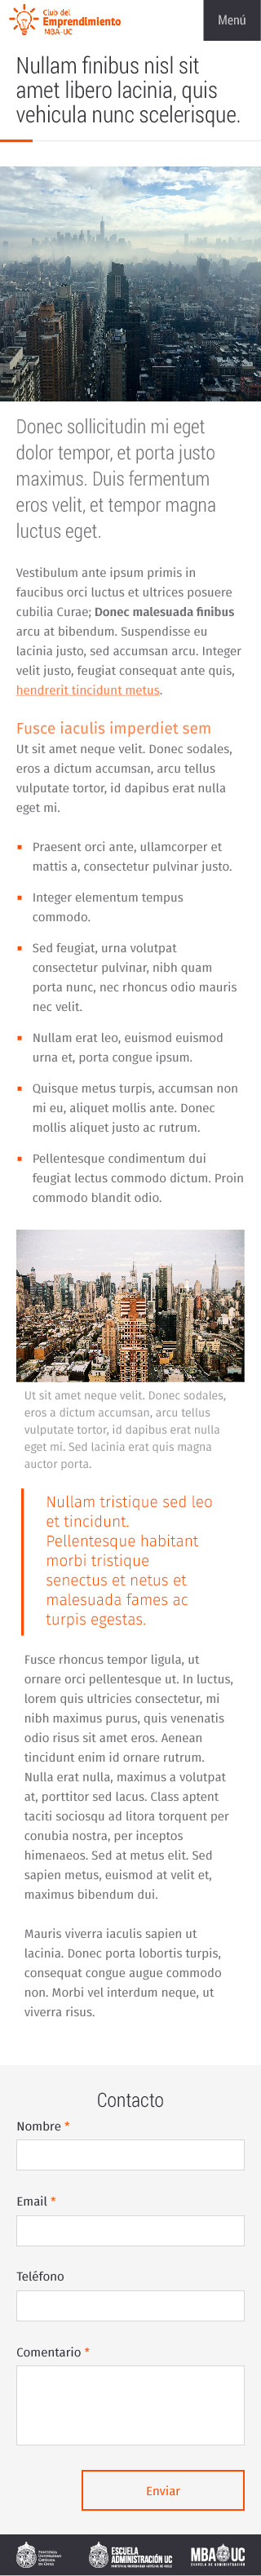 Club del
Emprendimiento
MBA-UC
Menú
Nullam finibus nisl sit
amet libero lacinia, quis
vehicula nunc scelerisque.
Donec sollicitudin mi eget
dolor tempor, et porta justo
maximus. Duis fermentum
eros velit, et tempor magna
luctus eget.
Vestibulum ante ipsum primis in
faucibus orci luctus et ultrices posuere
cubilia Curae; Donec malesuada finibus
arcu at bibendum. Suspendisse eu
lacinia justo, sed accumsan arcu. Integer
velit justo, feugiat consequat ante quis,
hendrerit tincidunt metus.
Fusce iaculis imperdiet sem
Ut sit amet neque velit. Donec sodales,
eros a dictum accumsan, arcu tellus
vulputate tortor, id dapibus erat nulla
eget mi.
Praesent orci ante, ullamcorper et
mattis a, consectetur pulvinar justo.
Integer elementum tempus
commodo.
Sed feugiat, urna volutpat
consectetur pulvinar, nibh quam
porta nunc, nec rhoncus odio mauris
nec velit.
Nullam erat leo, euismod euismod
urna et, porta congue ipsum.
Quisque metus turpis, accumsan non
mi eu, aliquet mollis ante. Donec
mollis aliquet justo ac rutrum.
Pellentesque condimentum dui
feugiat lectus commodo dictum. Proin
commodo blandit odio.
Ut sit amet neque velit. Donec sodales,
eros a dictum accumsan, arcu tellus
vulputate tortor, id dapibus erat nulla
eget mi. Sed lacinia erat quis magna
auctor porta.
Nullam tristique sed leo
et tincidunt.
Pellentesque habitant
morbi tristique
senectus et netus et
malesuada fames ac
turpis egestas.
Fusce rhoncus tempor ligula, ut
ornare orci pellentesque ut. In luctus,
lorem quis ultricies consectetur, mi
nibh maximus purus, quis venenatis
odio risus sit amet eros. Aenean
tincidunt enim id ornare rutrum.
Nulla erat nulla, maximus a volutpat
at, porttitor sed lacus. Class aptent
taciti sociosqu ad litora torquent per
conubia nostra, per inceptos
himenaeos. Sed at metus elit. Sed
sapien metus, euismod at velit et,
maximus bibendum dui.
Mauris viverra iaculis sapien ut
lacinia. Donec porta lobortis turpis,
consequat congue augue commodo
non. Morbi vel interdum neque, ut
viverra risus.
Contacto
Nombre *
Email *
Teléfono
Comentario *
Enviar
Pontificia
Universidad
Católica
de Chile
ESCUELA
ADMINISTRACIÓN UC
PONTIFICIA UNIVERSIDAD CATÓLICA DE CHILE
MBA UC
ESCUELA DE ADMINISTRACIÓN